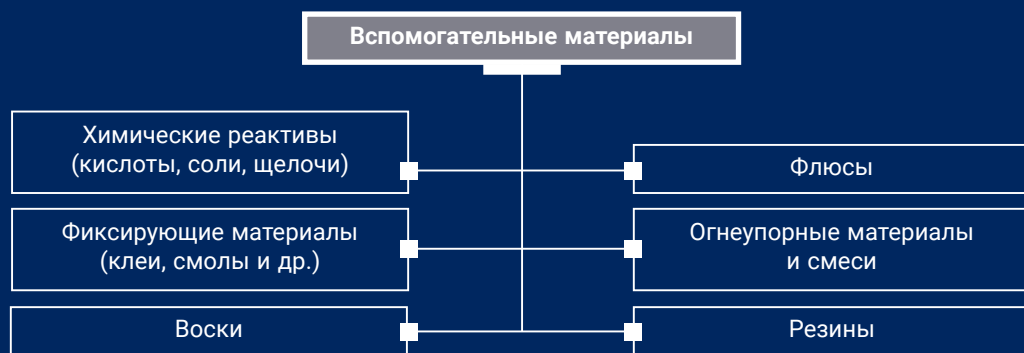 Вспомогательные материалы
Химические реактивы
(кислоты, соли, щелочи)
Флюсы
Фиксирующие материалы
(клеи, смолы и др.)
Огнеупорные материалы
и смеси
Воски
Резины